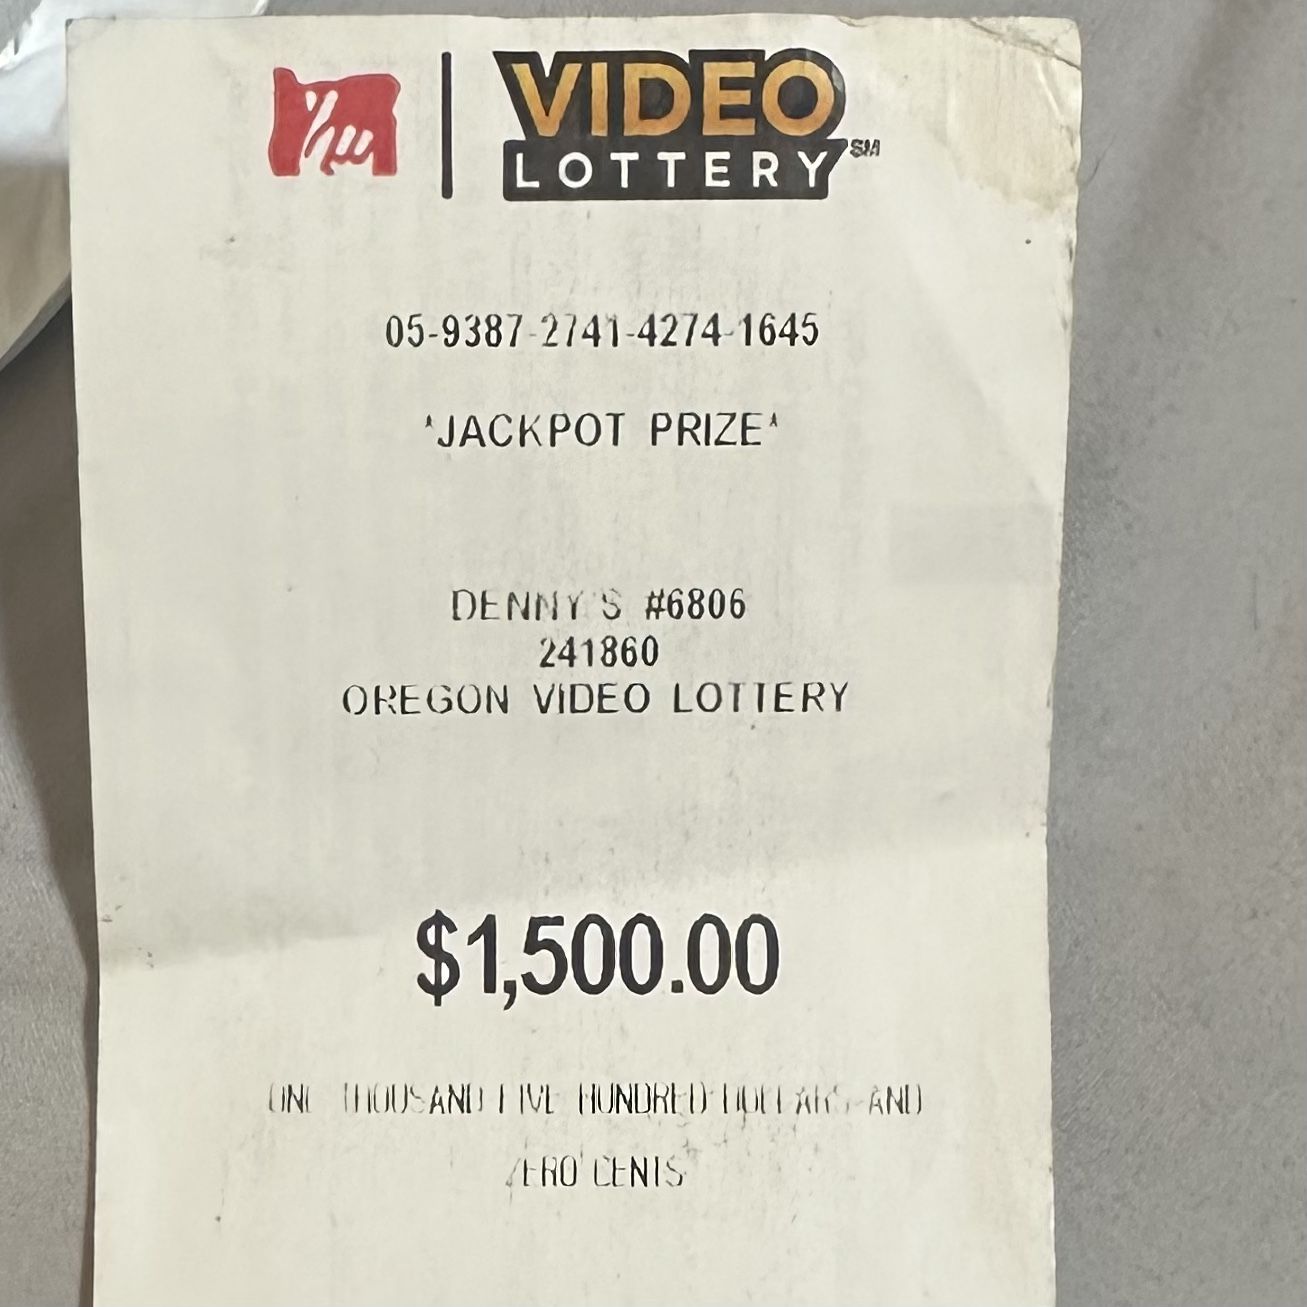 VIDEO
LOTTERY SM
05-9387-2741-4274-1645
*JACKPOT PRIZE*
DENNY'S #6806
241860
OREGON VIDEO LOTTERY
$1,500.00
ONE THOUSAND FIVE HUNDRED DOLLARS AND
ZERO CENTS